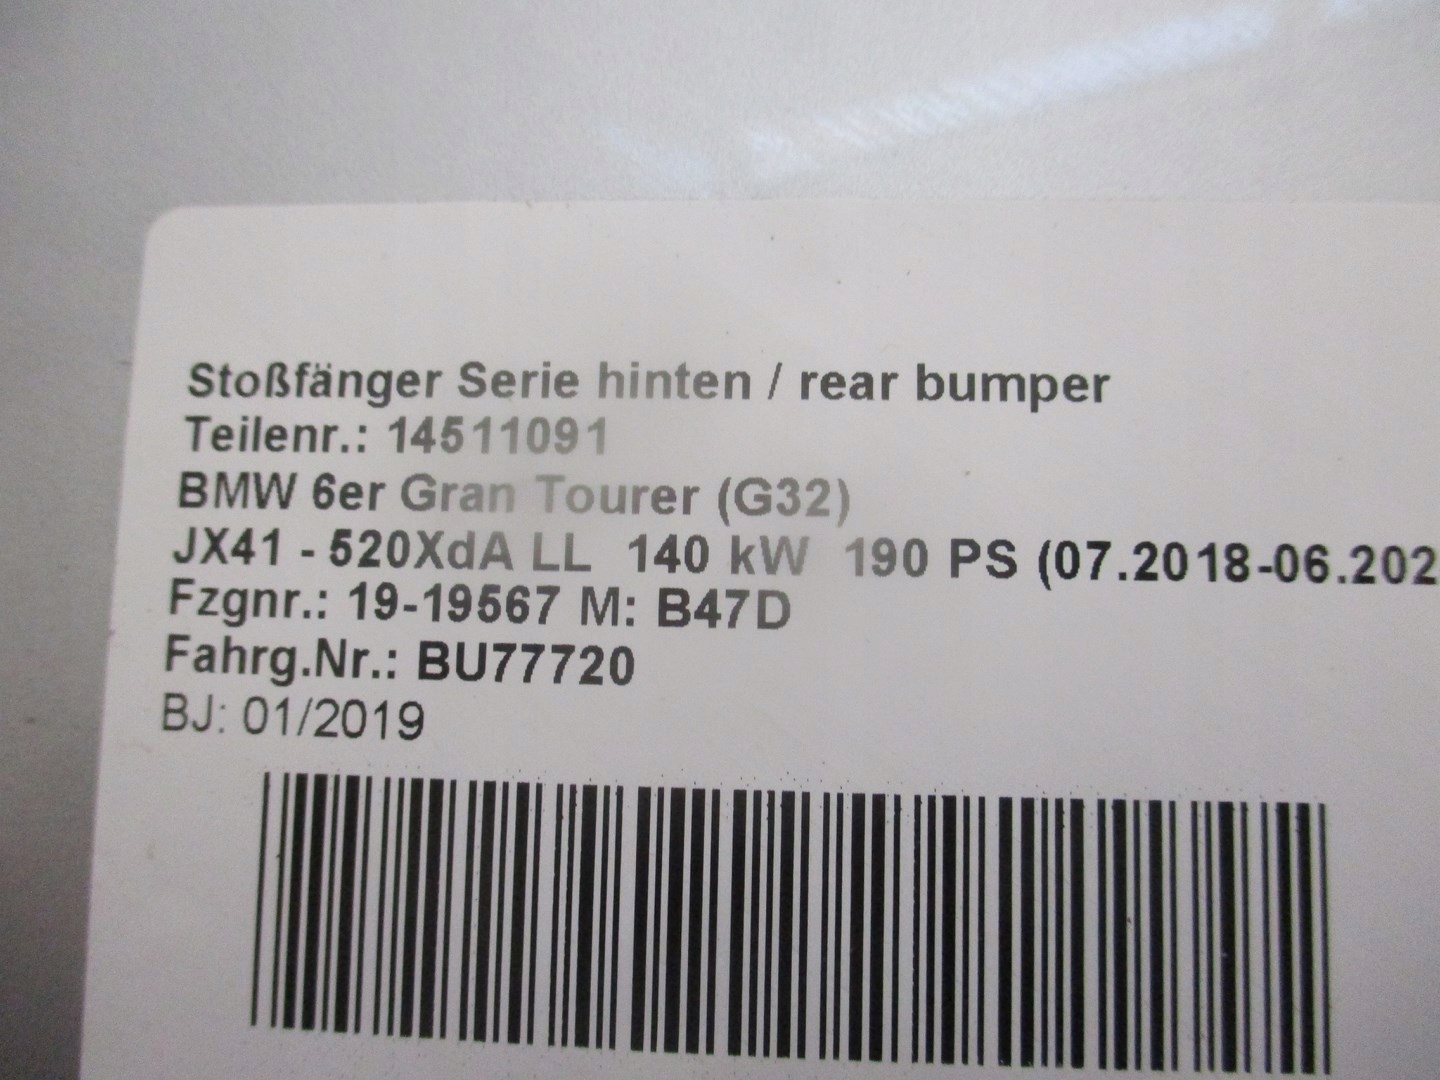 Stoßfänger Serie hinten / rear bumper
Teilenr.: 14511091
BMW 6er Gran Tourer (G32)
JX41 - 520XdA LL 140 kW 190 PS (07.2018-06.202
Fzgnr.: 19-19567 M: B47D
Fahrg.Nr.: BU77720
BJ: 01/2019